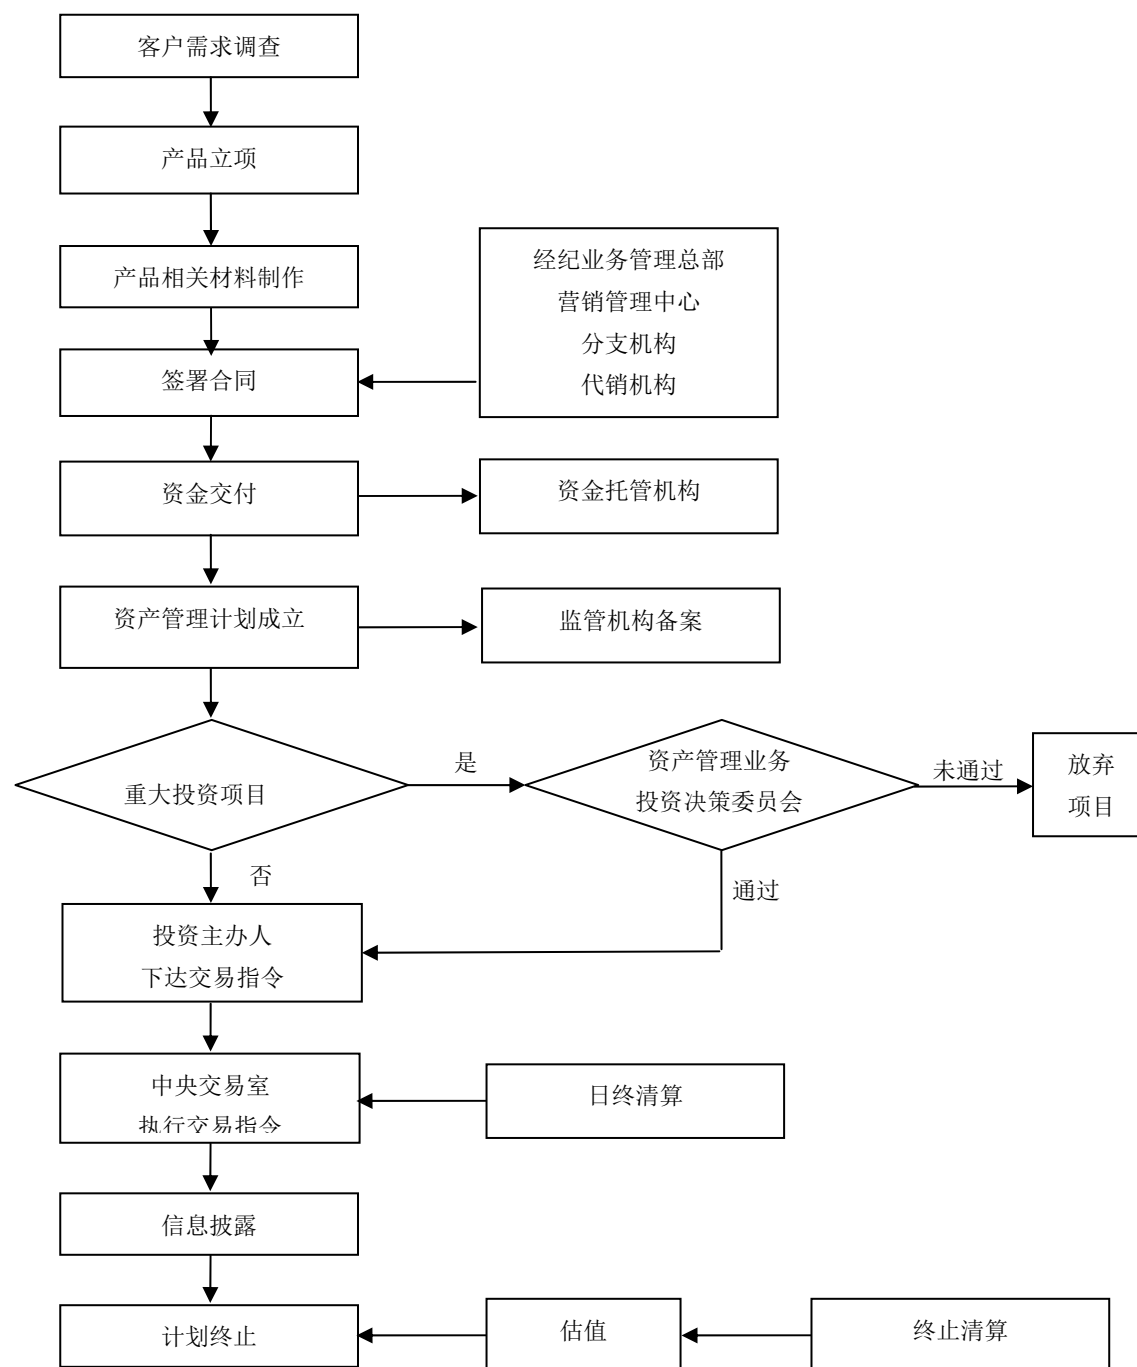 客户需求调查
产品立项
产品相关材料制作
经纪业务管理总部
营销管理中心
分支机构
代销机构
签署合同
资金交付
资金托管机构
资产管理计划成立
监管机构备案
重大投资项目
是
资产管理业务
投资决策委员会
未通过
放弃
项目
否
通过
投资主办人
下达交易指令
中央交易室
执行交易指令
日终清算
信息披露
计划终止
估值
终止清算